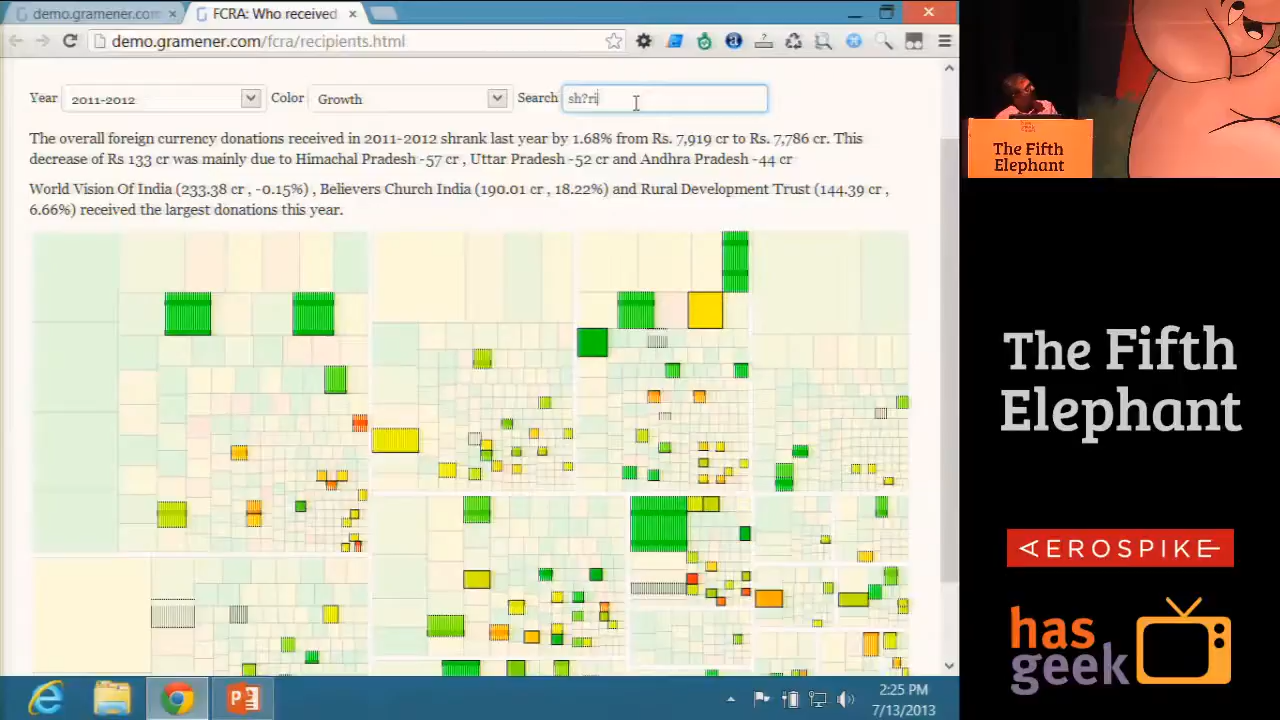 demo.gramener.com
FCRA: Who received
demo.gramener.com/fcra/recipients.html
Year 2011-2012 Color Growth Search sh?ri
The overall foreign currency donations received in 2011-2012 shrank last year by 1.68% from Rs. 7,919 cr to Rs. 7,786 cr. This
decrease of Rs 133 cr was mainly due to Himachal Pradesh -57 cr , Uttar Pradesh -52 cr and Andhra Pradesh -44 cr
World Vision Of India (233.38 cr , -0.15%) , Believers Church India (190.01 cr , 18.22%) and Rural Development Trust (144.39 cr ,
6.66%) received the largest donations this year.
2:25 PM
7/13/2013
The Fifth
Elephant
The Fifth
Elephant
AEROSPIKE
has
geek